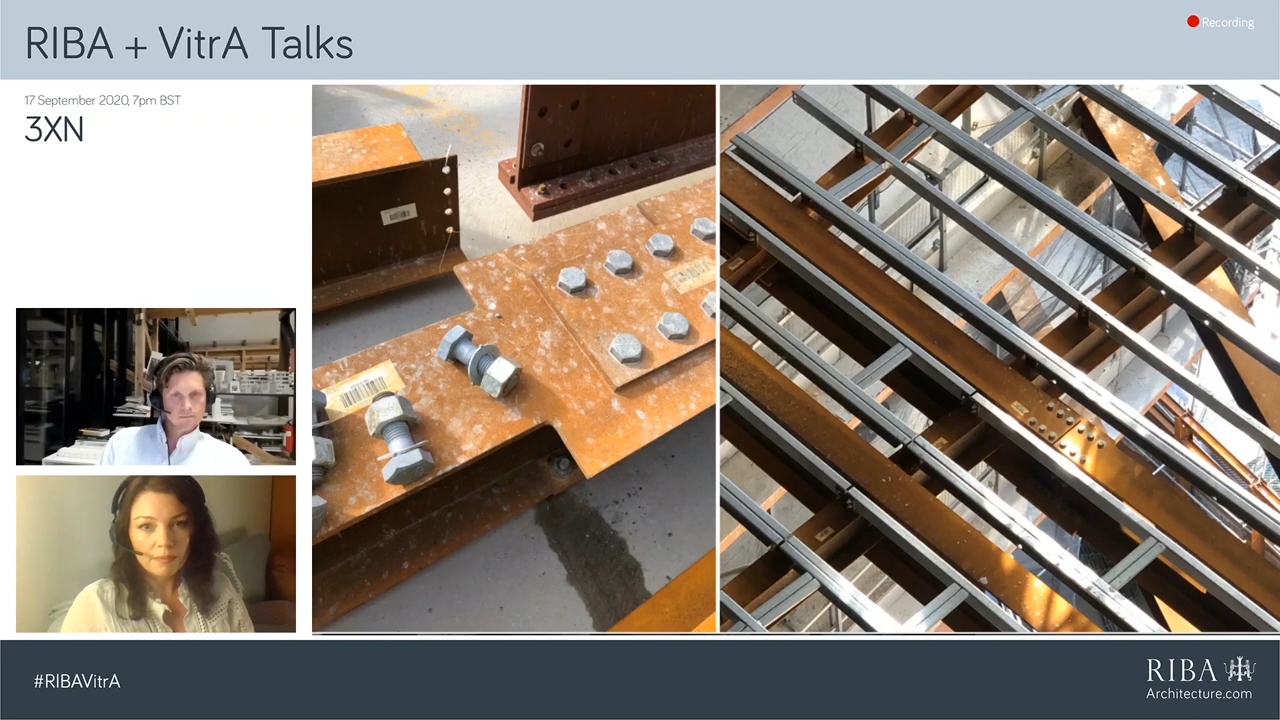 RIBA + VitrA Talks
Recording
17 September 2020, 7pm BST
3XN
#RIBAVitrA
RIBA
Architecture.com